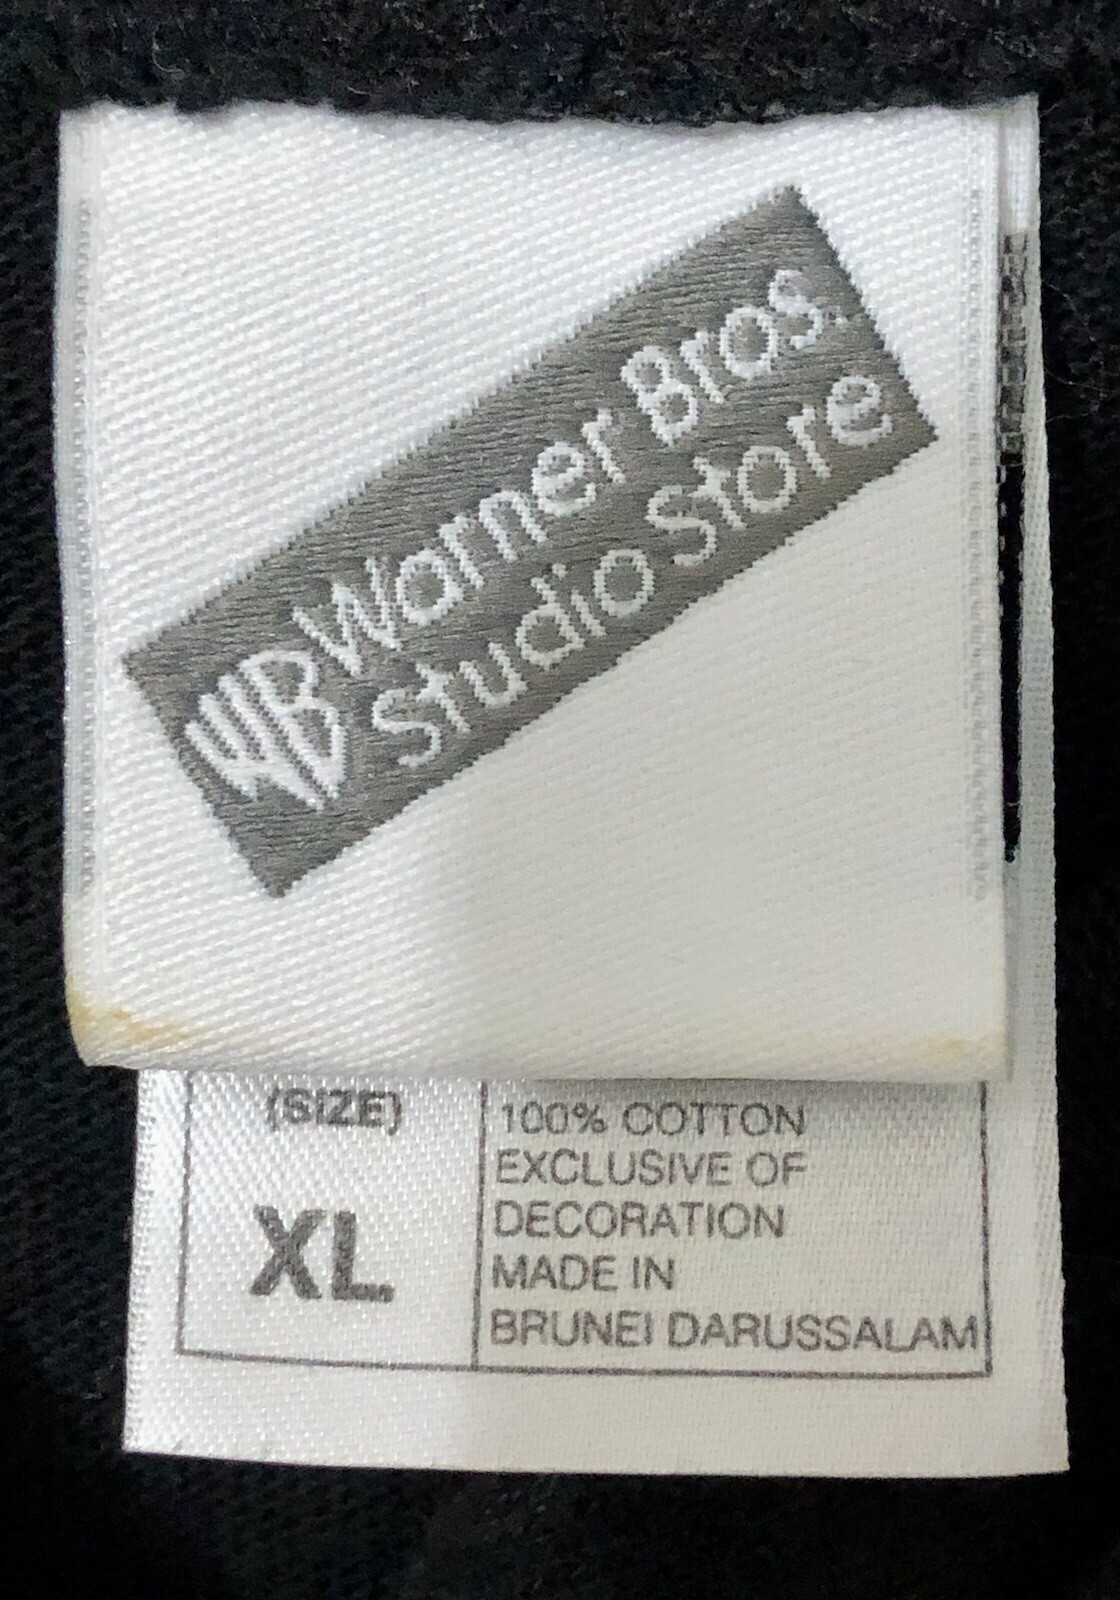 WB Warner Bros.
Studio Store
(SIZE)
XL
100% COTTON
EXCLUSIVE OF
DECORATION
MADE IN
BRUNEI DARUSSALAM